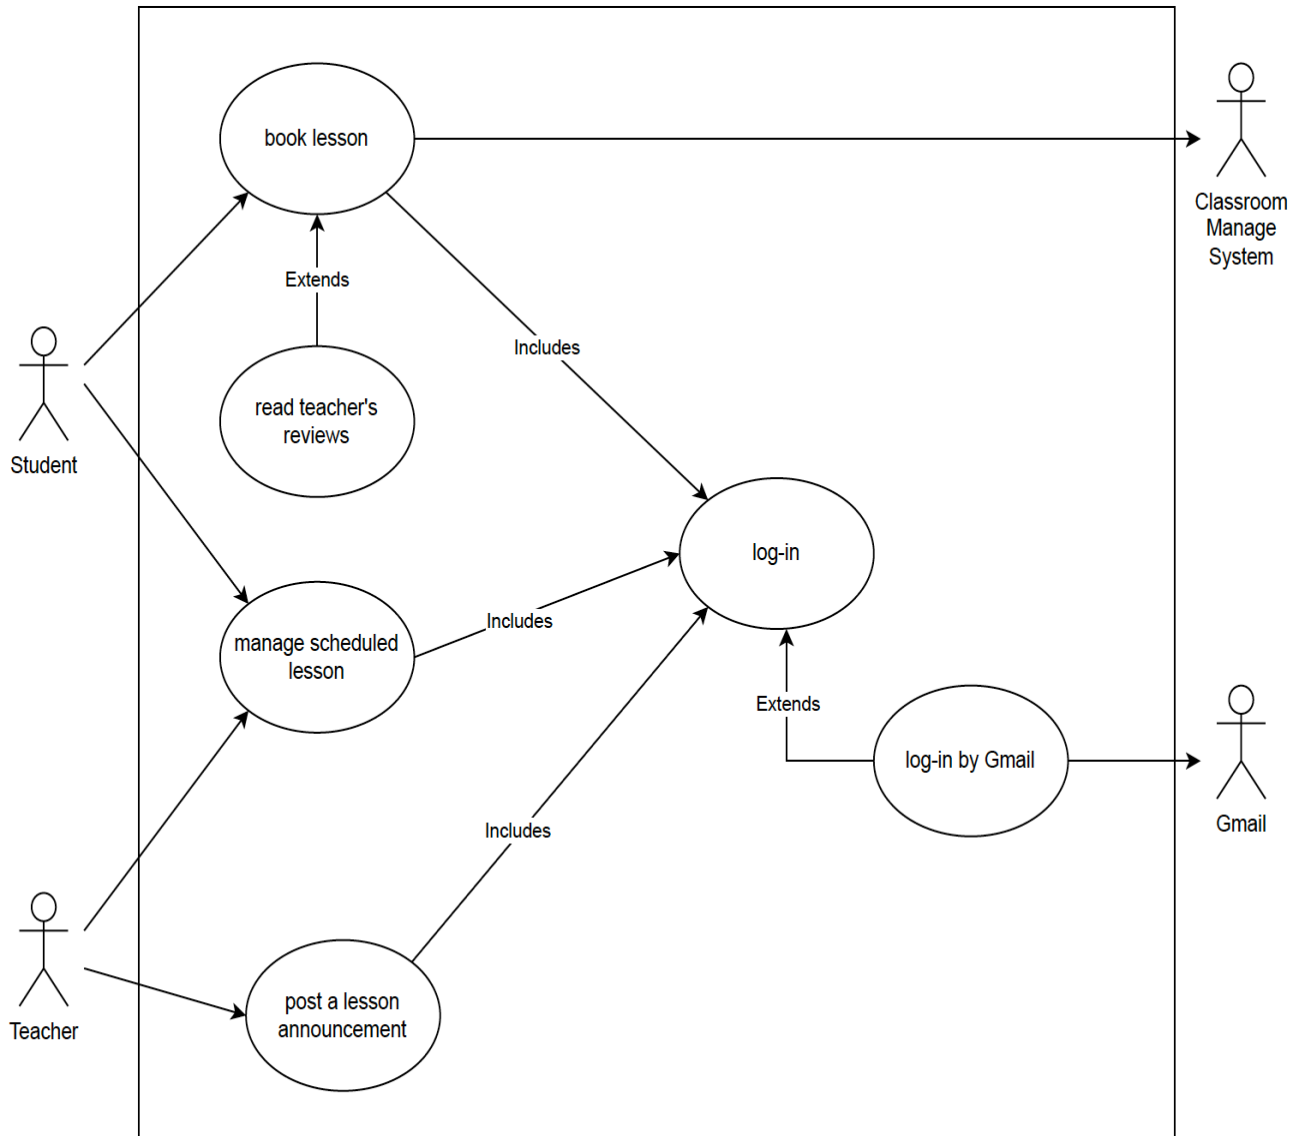 book lesson
Classroom
Manage
System
Extends
Includes
read teacher's
reviews
Student
log-in
Includes
manage scheduled
lesson
Extends
log-in by Gmail
Gmail
Includes
post a lesson
announcement
Teacher